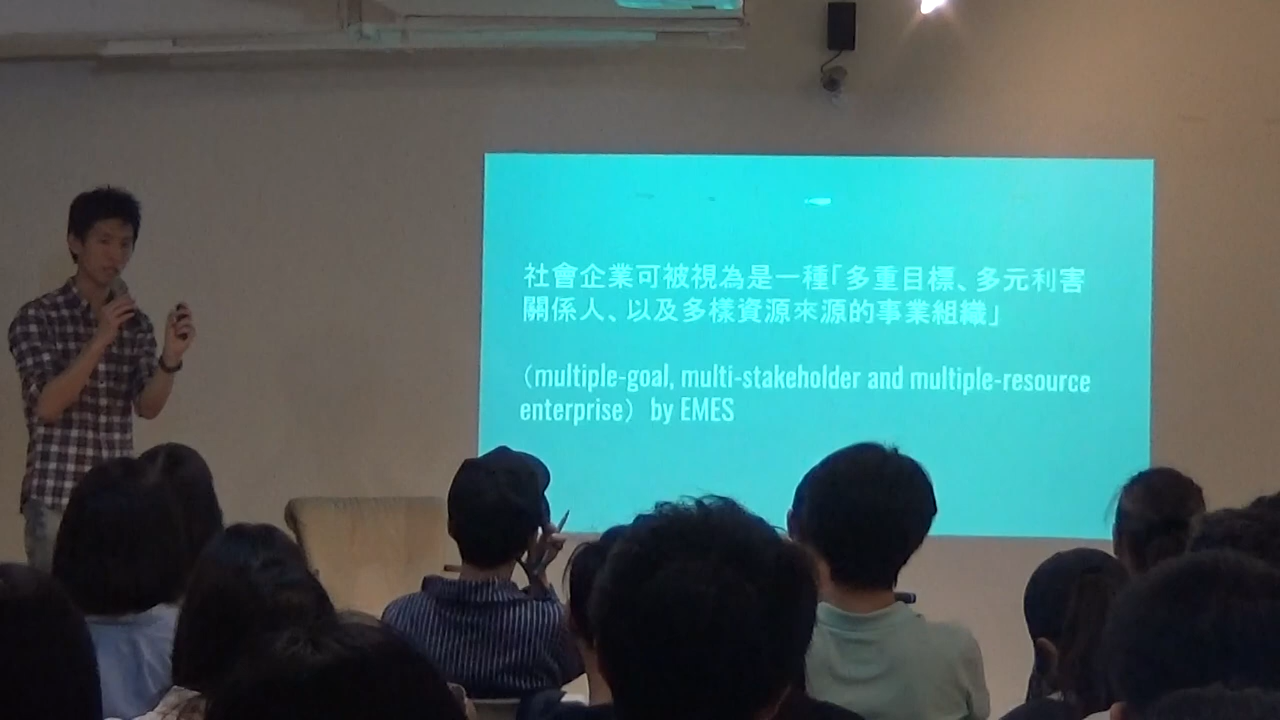 社會企業可被視為是一種「多重目標、多元利害
關係人、以及多樣資源來源的事業組織」
（multiple-goal, multi-stakeholder and multiple-resource
enterprise） by EMES